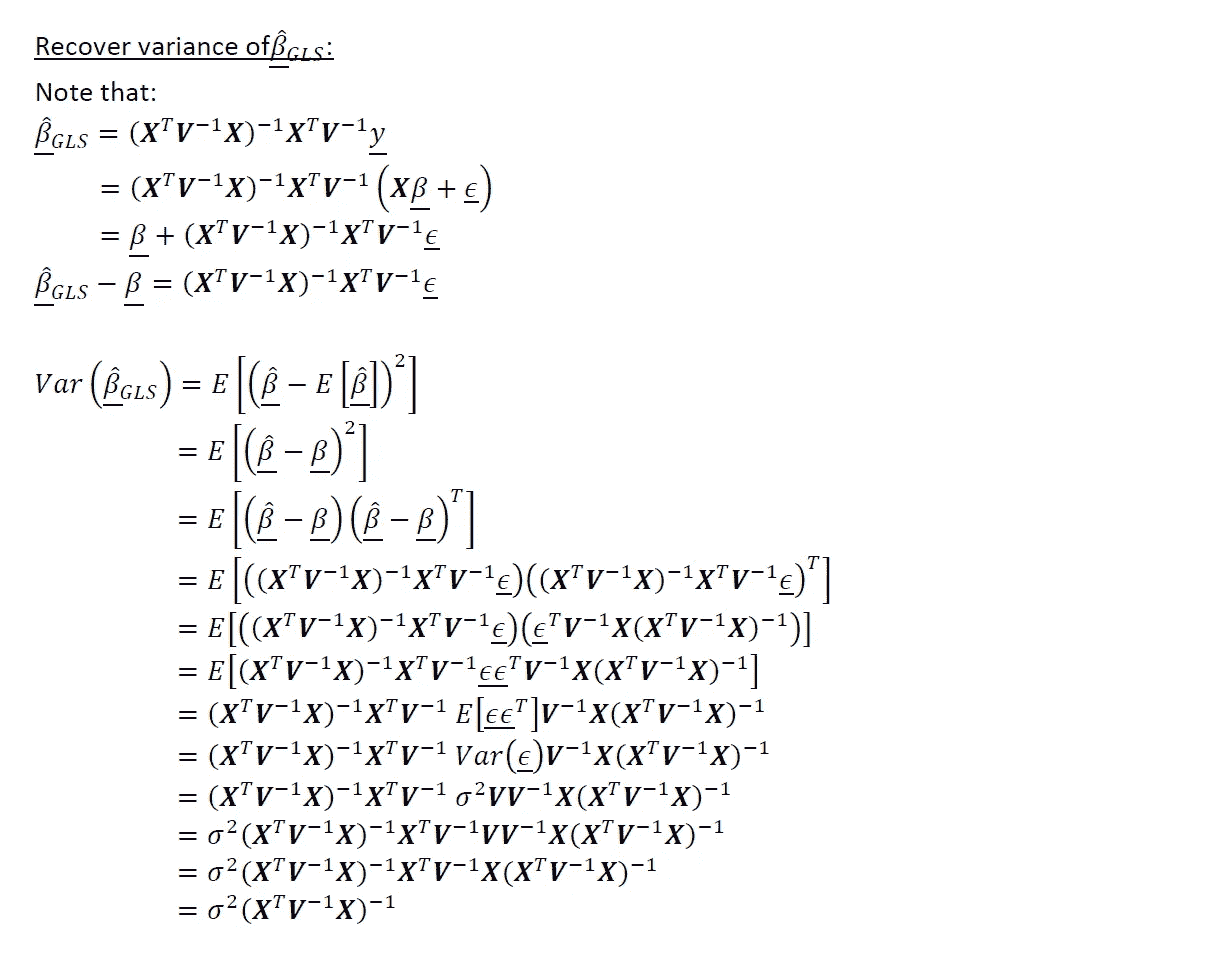 Recover variance of β̲̂_GLS:
Note that:
β̲̂_GLS = (XᵀV⁻¹X)⁻¹XᵀV⁻¹y̲
= (XᵀV⁻¹X)⁻¹XᵀV⁻¹(Xβ̲ + ϵ̲)
= β̲ + (XᵀV⁻¹X)⁻¹XᵀV⁻¹ϵ̲
β̲̂_GLS − β̲ = (XᵀV⁻¹X)⁻¹XᵀV⁻¹ϵ̲
Var(β̲̂_GLS) = E[(β̲̂ − E[β̲̂])²]
= E[(β̲̂ − β̲)²]
= E[(β̲̂ − β̲)(β̲̂ − β̲)ᵀ]
= E[((XᵀV⁻¹X)⁻¹XᵀV⁻¹ϵ̲)((XᵀV⁻¹X)⁻¹XᵀV⁻¹ϵ̲)ᵀ]
= E[((XᵀV⁻¹X)⁻¹XᵀV⁻¹ϵ̲)(ϵ̲ᵀV⁻¹X(XᵀV⁻¹X)⁻¹)]
= E[(XᵀV⁻¹X)⁻¹XᵀV⁻¹ϵ̲ϵ̲ᵀV⁻¹X(XᵀV⁻¹X)⁻¹]
= (XᵀV⁻¹X)⁻¹XᵀV⁻¹ E[ϵ̲ϵ̲ᵀ]V⁻¹X(XᵀV⁻¹X)⁻¹
= (XᵀV⁻¹X)⁻¹XᵀV⁻¹ Var(ϵ̲)V⁻¹X(XᵀV⁻¹X)⁻¹
= (XᵀV⁻¹X)⁻¹XᵀV⁻¹ σ²VV⁻¹X(XᵀV⁻¹X)⁻¹
= σ²(XᵀV⁻¹X)⁻¹XᵀV⁻¹VV⁻¹X(XᵀV⁻¹X)⁻¹
= σ²(XᵀV⁻¹X)⁻¹XᵀV⁻¹X(XᵀV⁻¹X)⁻¹
= σ²(XᵀV⁻¹X)⁻¹